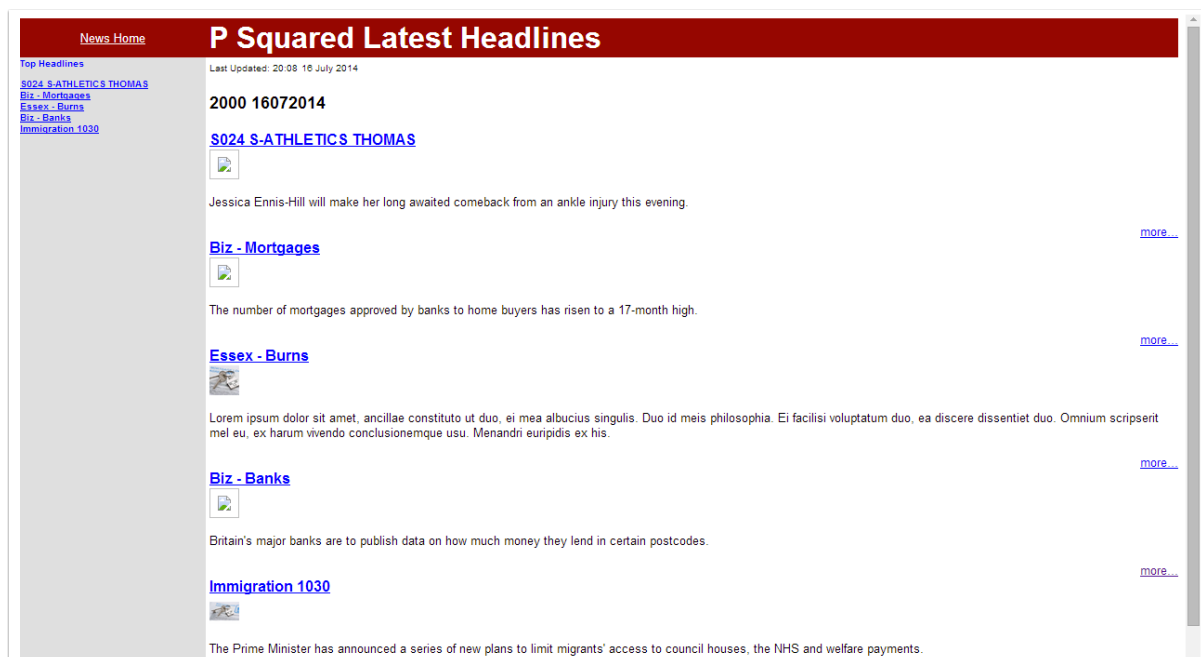 News Home
P Squared Latest Headlines
Top Headlines
S024 S-ATHLETICS THOMAS
Biz - Mortgages
Essex - Burns
Biz - Banks
Immigration 1030
Last Updated: 20:08 16 July 2014
2000 16072014
S024 S-ATHLETICS THOMAS
Jessica Ennis-Hill will make her long awaited comeback from an ankle injury this evening.
more...
Biz - Mortgages
The number of mortgages approved by banks to home buyers has risen to a 17-month high.
more...
Essex - Burns
Lorem ipsum dolor sit amet, ancillae constituto ut duo, ei mea albucius singulis. Duo id meis philosophia. Ei facilisi voluptatum duo, ea discere dissentiet duo. Omnium scripserit
mel eu, ex harum vivendo conclusionemque usu. Menandri euripidis ex his.
more...
Biz - Banks
Britain's major banks are to publish data on how much money they lend in certain postcodes.
more...
Immigration 1030
The Prime Minister has announced a series of new plans to limit migrants' access to council houses, the NHS and welfare payments.